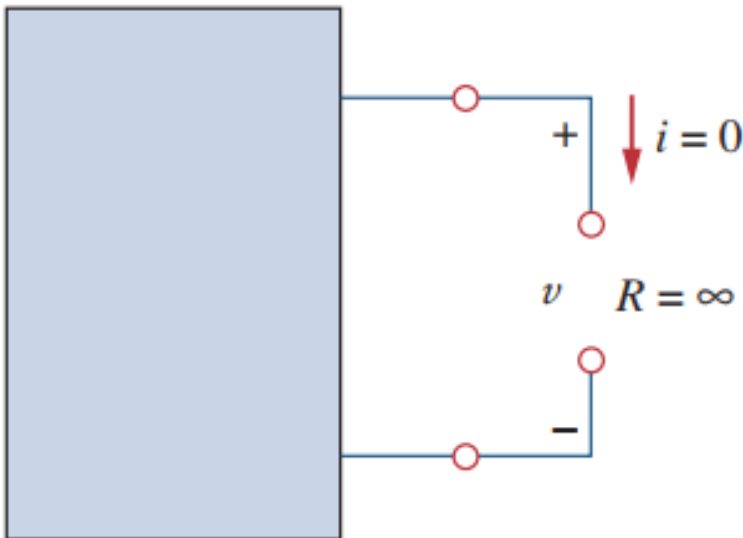 +
i = 0
v
R = ∞
−